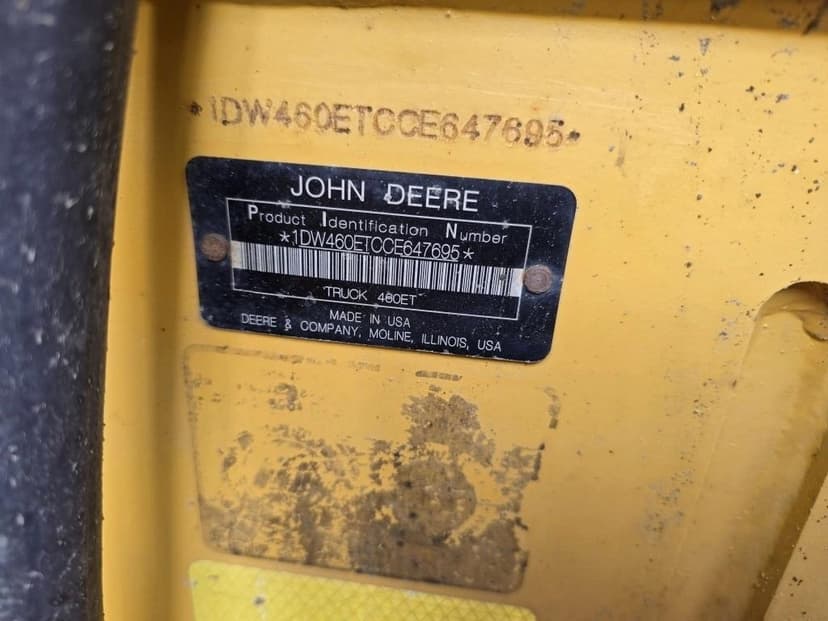 *1DW460ETCCE647695*
JOHN DEERE
Product Identification Number
*1DW460ETCCE647695*
TRUCK 460ET
MADE IN USA
DEERE & COMPANY, MOLINE, ILLINOIS, USA